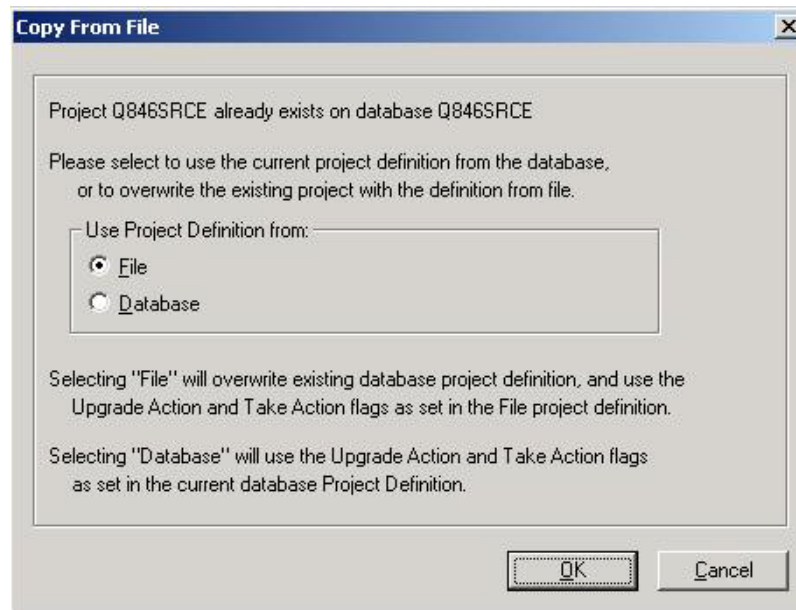 Copy From File
Project Q846SRCE already exists on database Q846SRCE
Please select to use the current project definition from the database,
or to overwrite the existing project with the definition from file.
Use Project Definition from:
File
Database
Selecting "File" will overwrite existing database project definition, and use the
Upgrade Action and Take Action flags as set in the File project definition.
Selecting "Database" will use the Upgrade Action and Take Action flags
as set in the current database Project Definition.
OK
Cancel